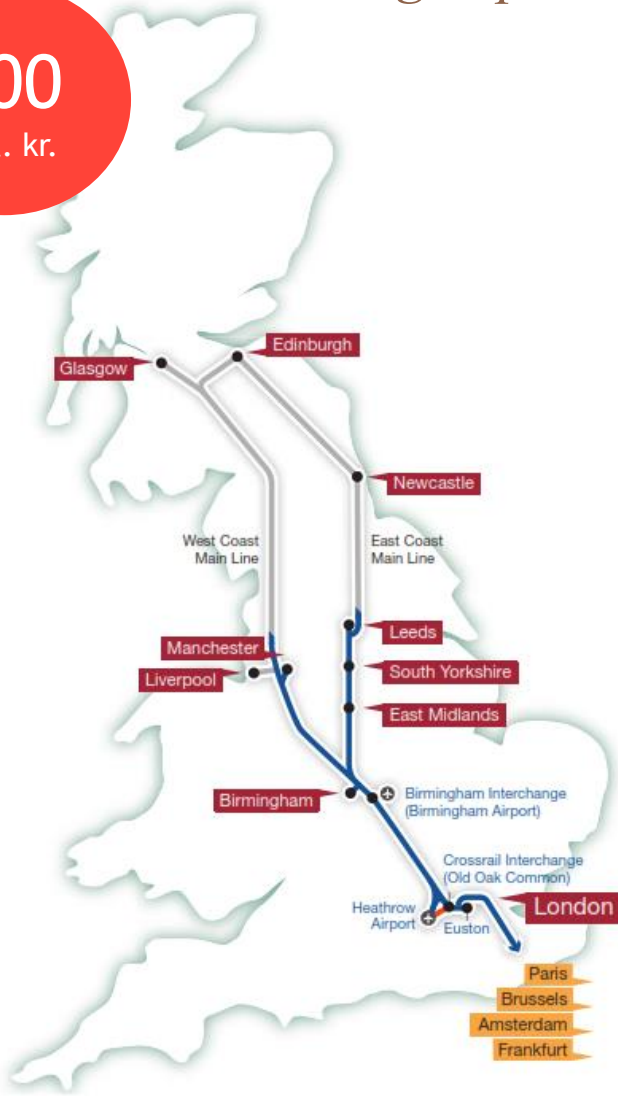 00
. kr.
Edinburgh
Glasgow
Newcastle
West Coast
Main Line
East Coast
Main Line
Leeds
Manchester
South Yorkshire
Liverpool
East Midlands
Birmingham
Birmingham Interchange
(Birmingham Airport)
Crossrail Interchange
(Old Oak Common)
London
Heathrow
Airport
Euston
Paris
Brussels
Amsterdam
Frankfurt